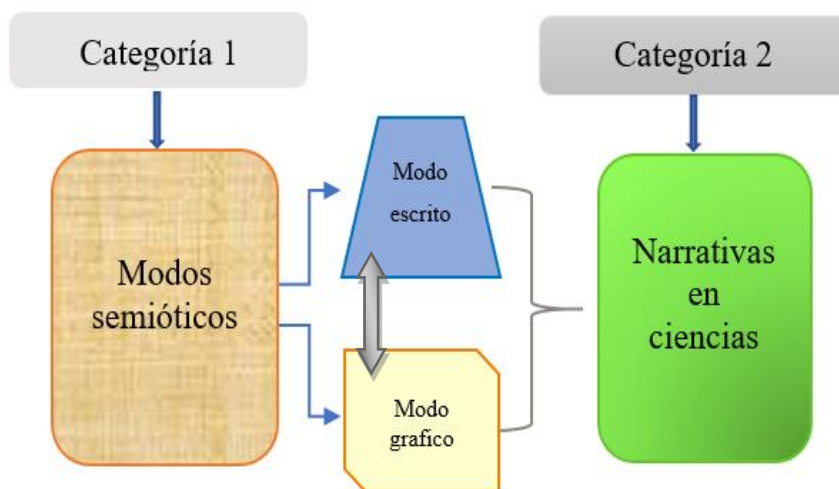 Categoría 1
Categoría 2
Modos
semióticos
Modo
escrito
Modo
grafico
Narrativas
en
ciencias